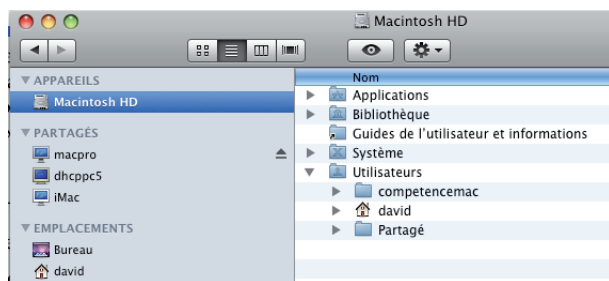 Macintosh HD
APPAREILS
Macintosh HD
PARTAGÉS
macpro
dhcppc5
iMac
EMPLACEMENTS
Bureau
david
Nom
Applications
Bibliothèque
Guides de l'utilisateur et informations
Système
Utilisateurs
competencemac
david
Partagé